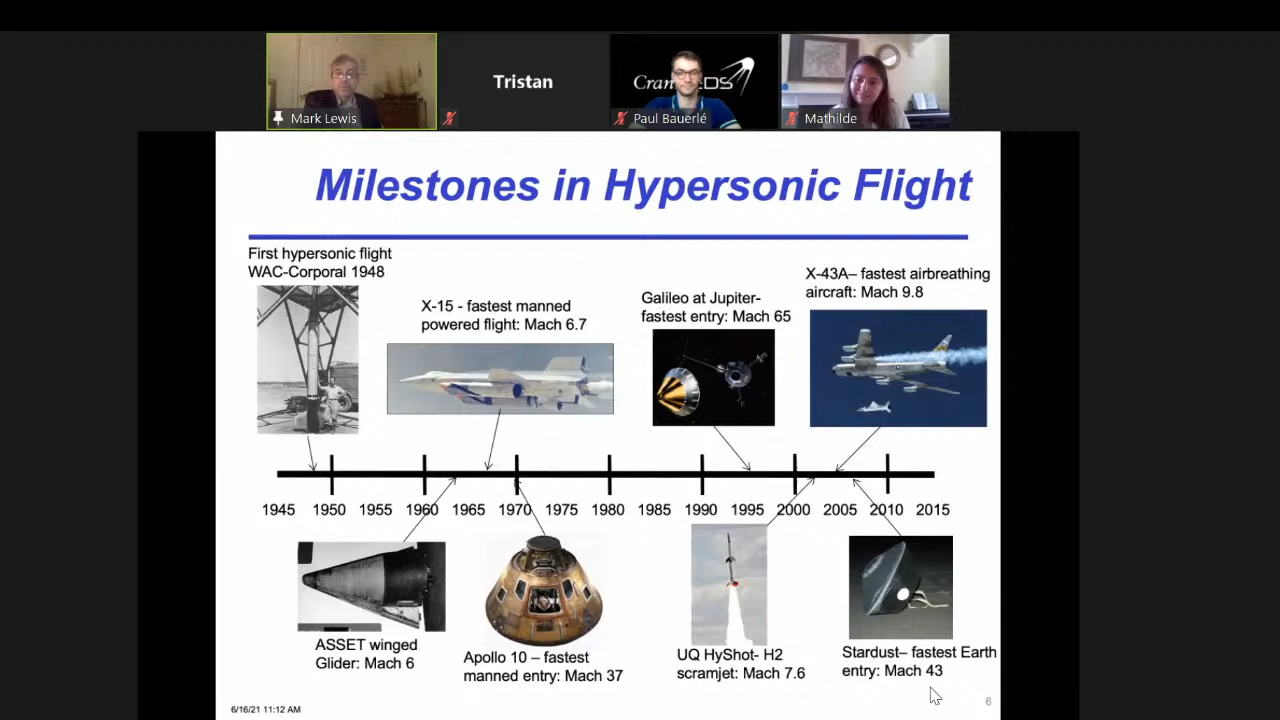 Tristan
Mark Lewis
Paul Bauerlé
Mathilde
Milestones in Hypersonic Flight
First hypersonic flight
WAC-Corporal 1948
X-15 - fastest manned
powered flight: Mach 6.7
Galileo at Jupiter-
fastest entry: Mach 65
X-43A– fastest airbreathing
aircraft: Mach 9.8
1945 1950 1955 1960 1965 1970 1975 1980 1985 1990 1995 2000 2005 2010 2015
ASSET winged
Glider: Mach 6
Apollo 10 – fastest
manned entry: Mach 37
UQ HyShot- H2
scramjet: Mach 7.6
Stardust– fastest Earth
entry: Mach 43
6/16/21 11:12 AM
6